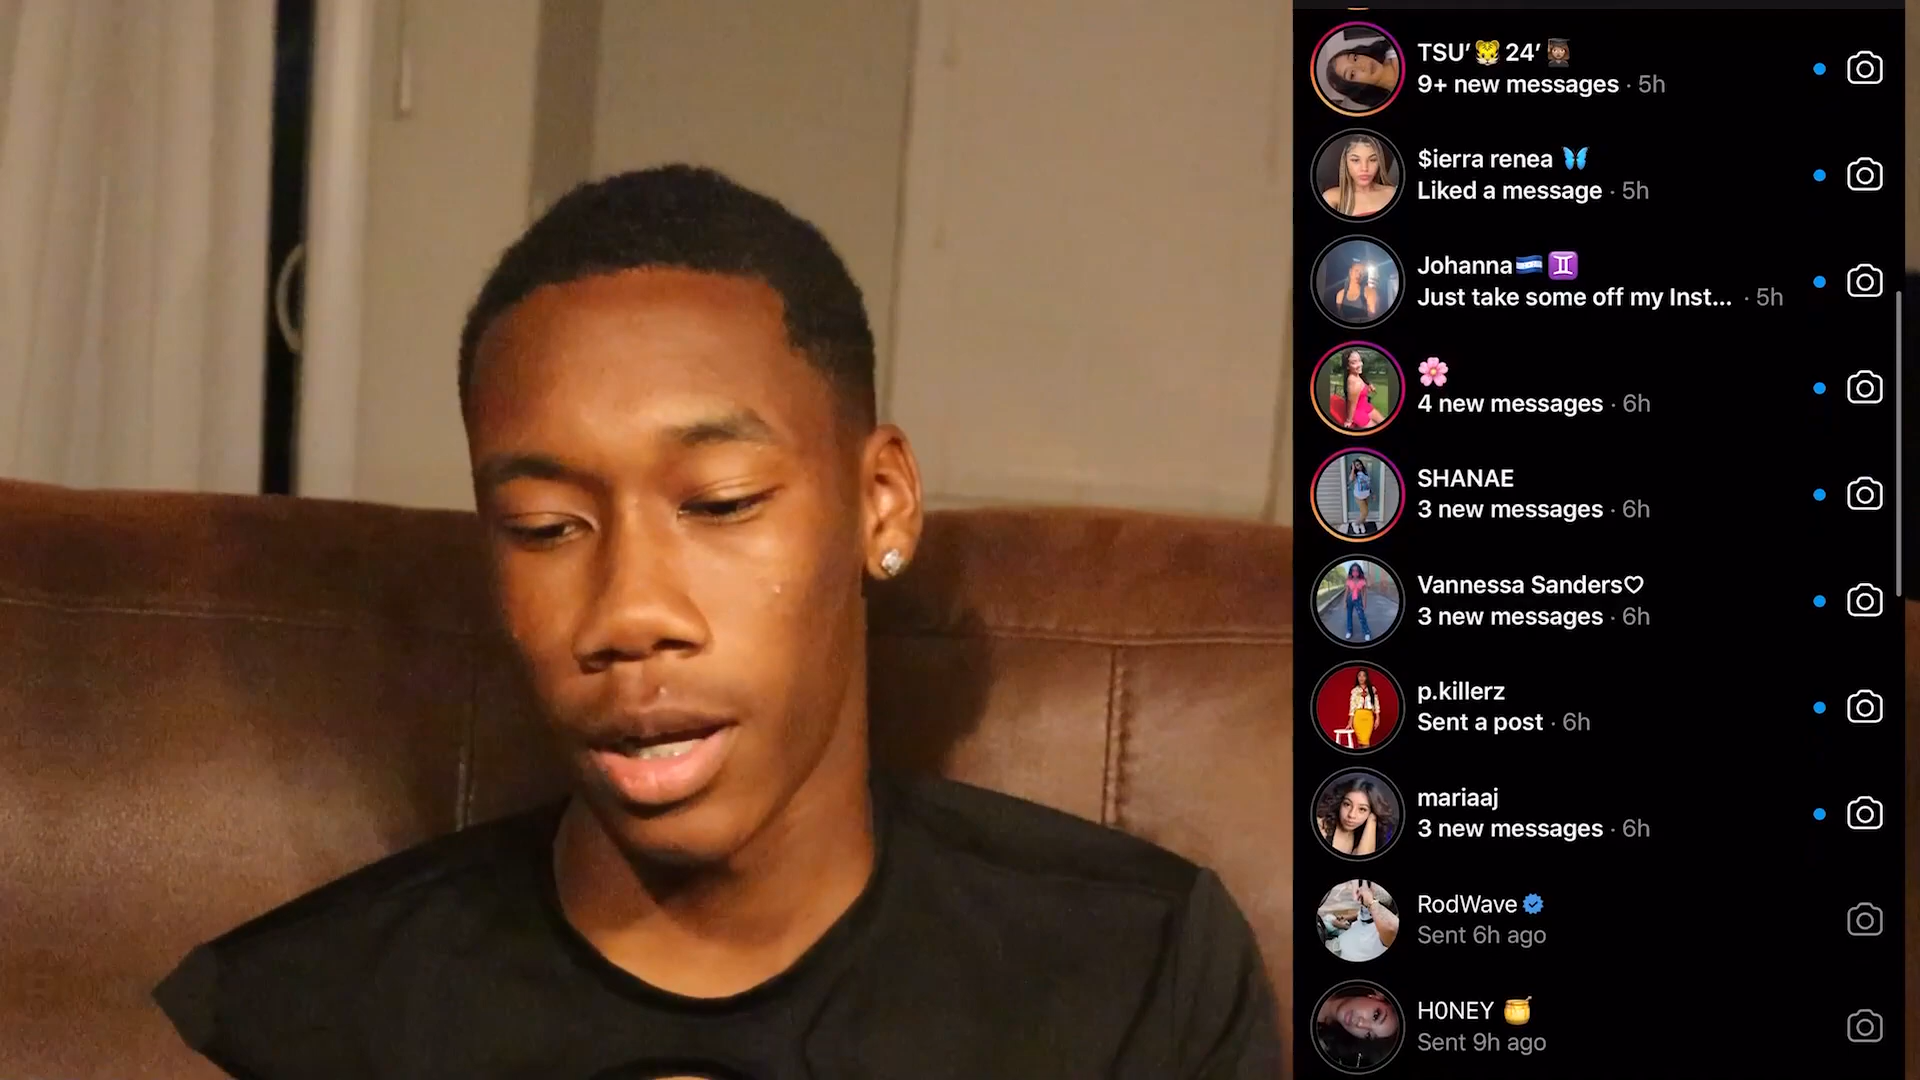 TSU’🐯 24’👩🏽‍🎓
9+ new messages · 5h
$ierra renea 🦋
Liked a message · 5h
Johanna🇭🇳♊
Just take some off my Inst... · 5h
🌸
4 new messages · 6h
SHANAE
3 new messages · 6h
Vannessa Sanders♡
3 new messages · 6h
p.killerz
Sent a post · 6h
mariaaj
3 new messages · 6h
RodWave
Sent 6h ago
H0NEY 🍯
Sent 9h ago